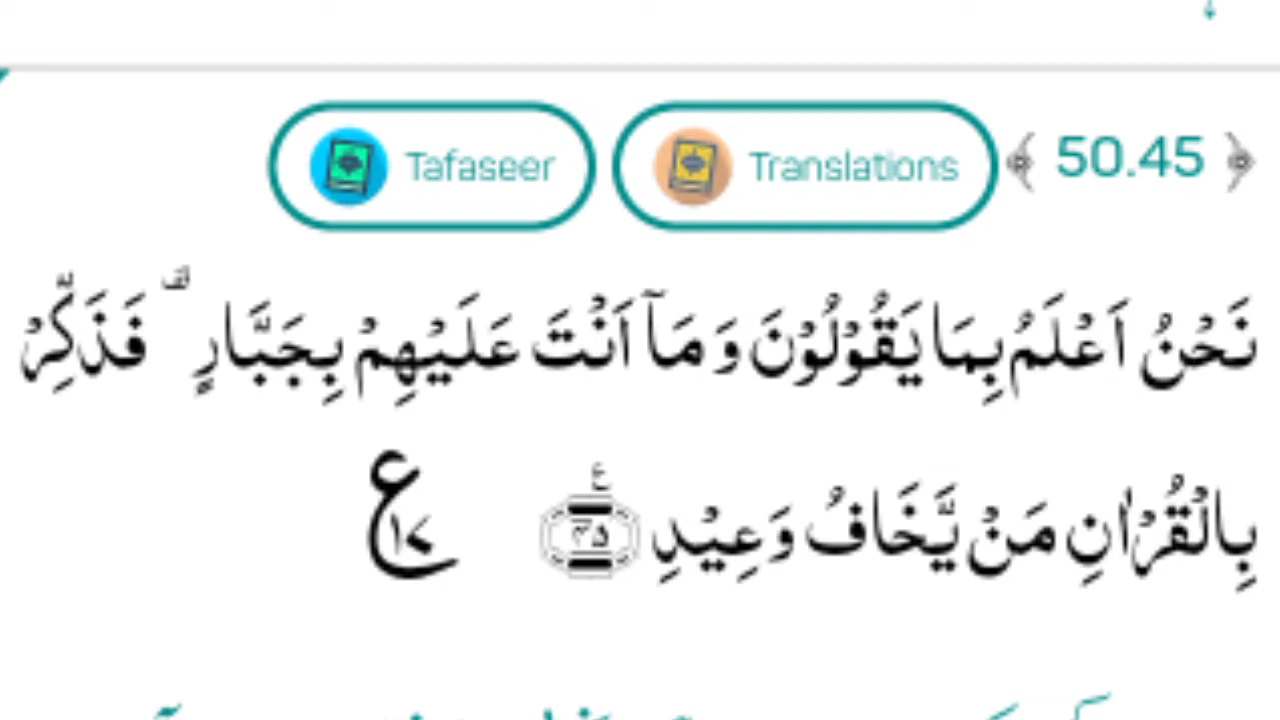 Tafaseer Translations 50.45
نَحْنُ اَعْلَمُ بِمَا يَقُوْلُوْنَ وَمَاۤ اَنْتَ عَلَيْهِمْ بِجَبَّارٍ ۫ فَذَكِّرْ
بِالْقُرْاٰنِ مَنْ يَّخَافُ وَعِيْدِ ۴۵ ع ۱۷